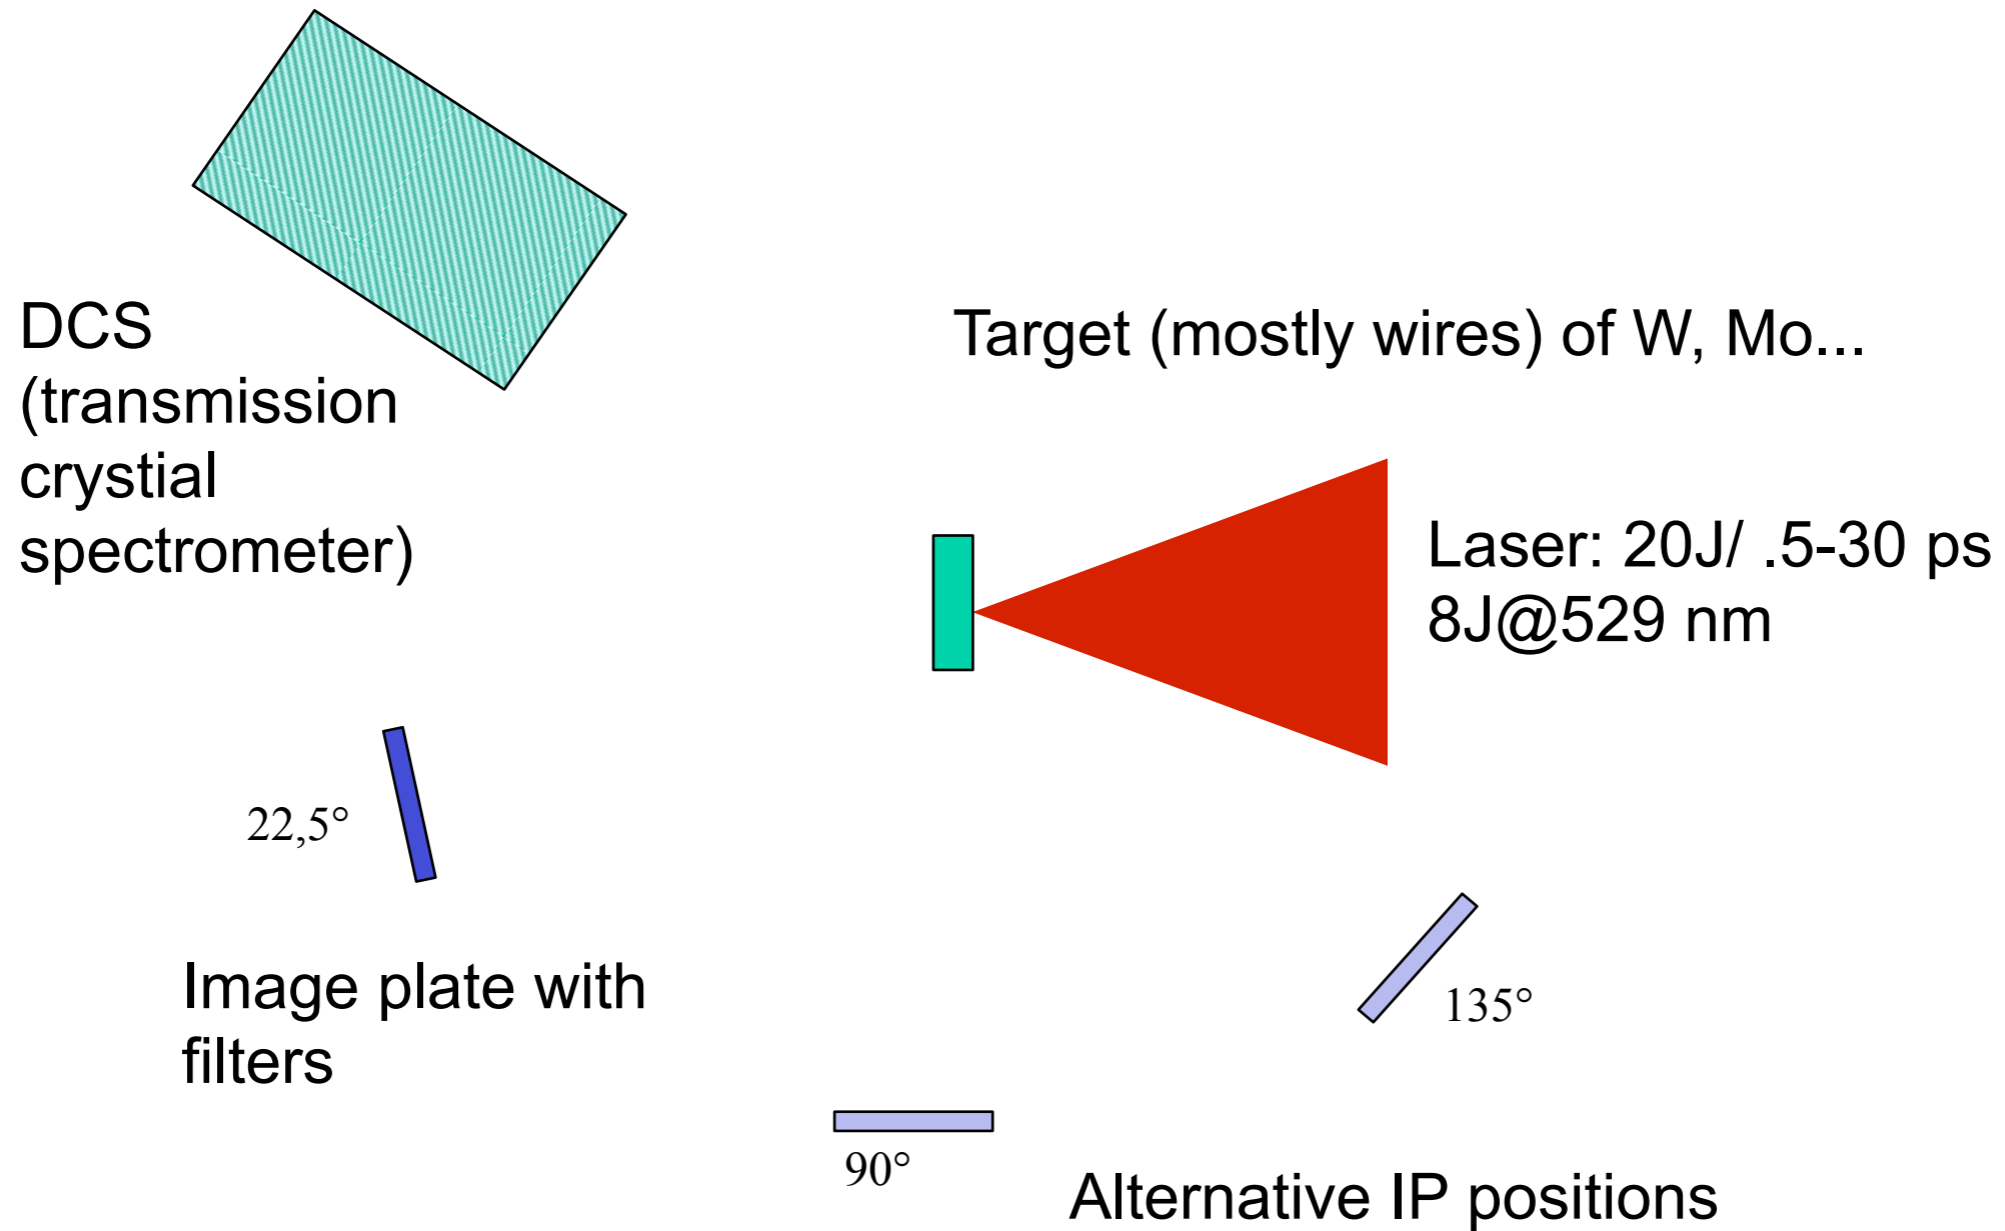 DCS
(transmission
crystial
spectrometer)
Target (mostly wires) of W, Mo...
Laser: 20J/ .5-30 ps
8J@529 nm
22,5°
Image plate with
filters
135°
90°
Alternative IP positions